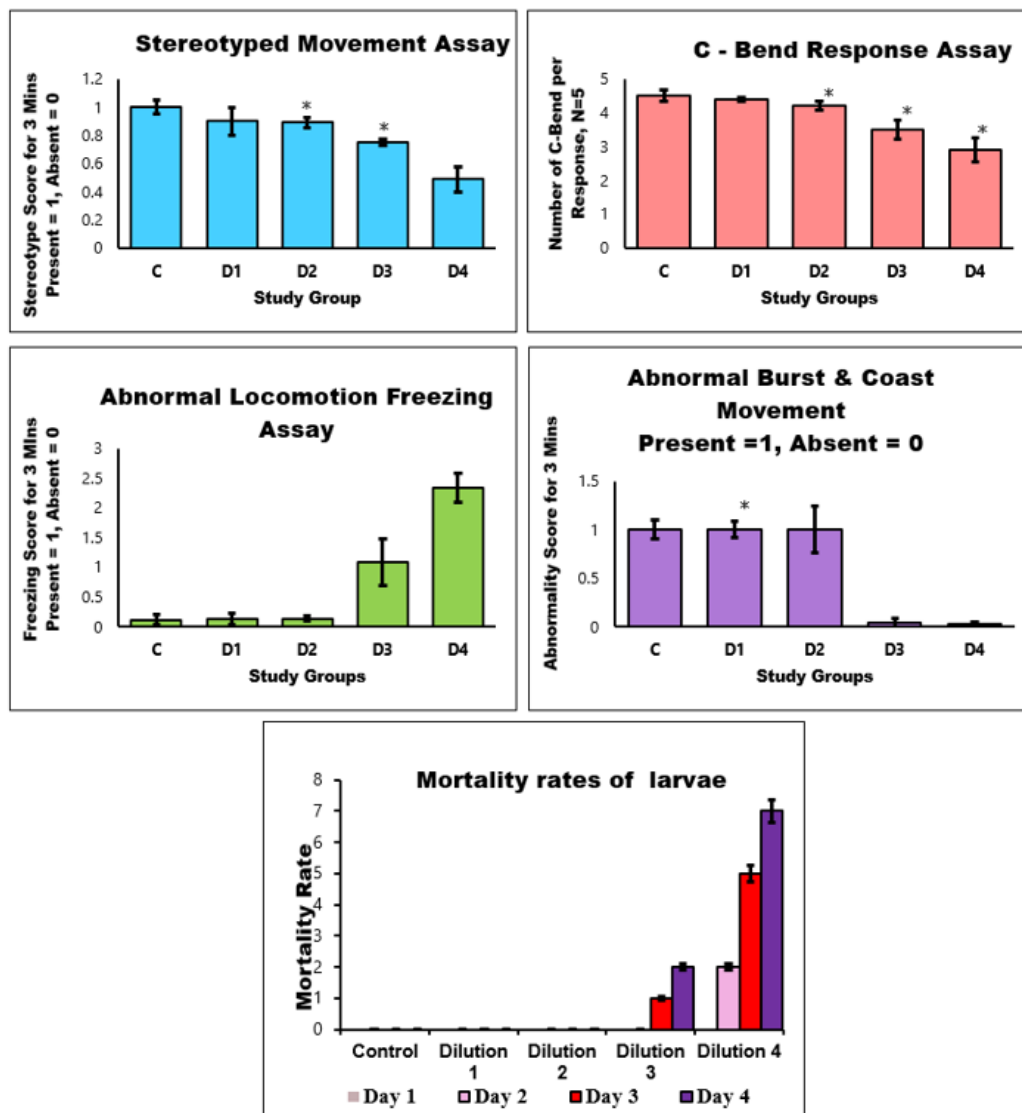 Stereotyped Movement Assay
Stereotype Score for 3 Mins
Present = 1, Absent = 0
1.2
1
0.8
0.6
0.4
0.2
0
*
*
C D1 D2 D3 D4
Study Group
C - Bend Response Assay
Number of C-Bend per
Response, N=5
5
4
3
2
1
0
*
*
*
C D1 D2 D3 D4
Study Groups
Abnormal Locomotion Freezing
Assay
Freezing Score for 3 MIns
Present = 1, Absent = 0
3
2.5
2
1.5
1
0.5
0
C D1 D2 D3 D4
Study Groups
Abnormal Burst & Coast
Movement
Present =1, Absent = 0
Abnormality Score for 3 Mins
1.5
1
0.5
0
*
C D1 D2 D3 D4
Study Groups
Mortality rates of larvae
Mortality Rate
8
7
6
5
4
3
2
1
0
Control Dilution Dilution Dilution Dilution 4
1 2 3
Day 1 Day 2 Day 3 Day 4